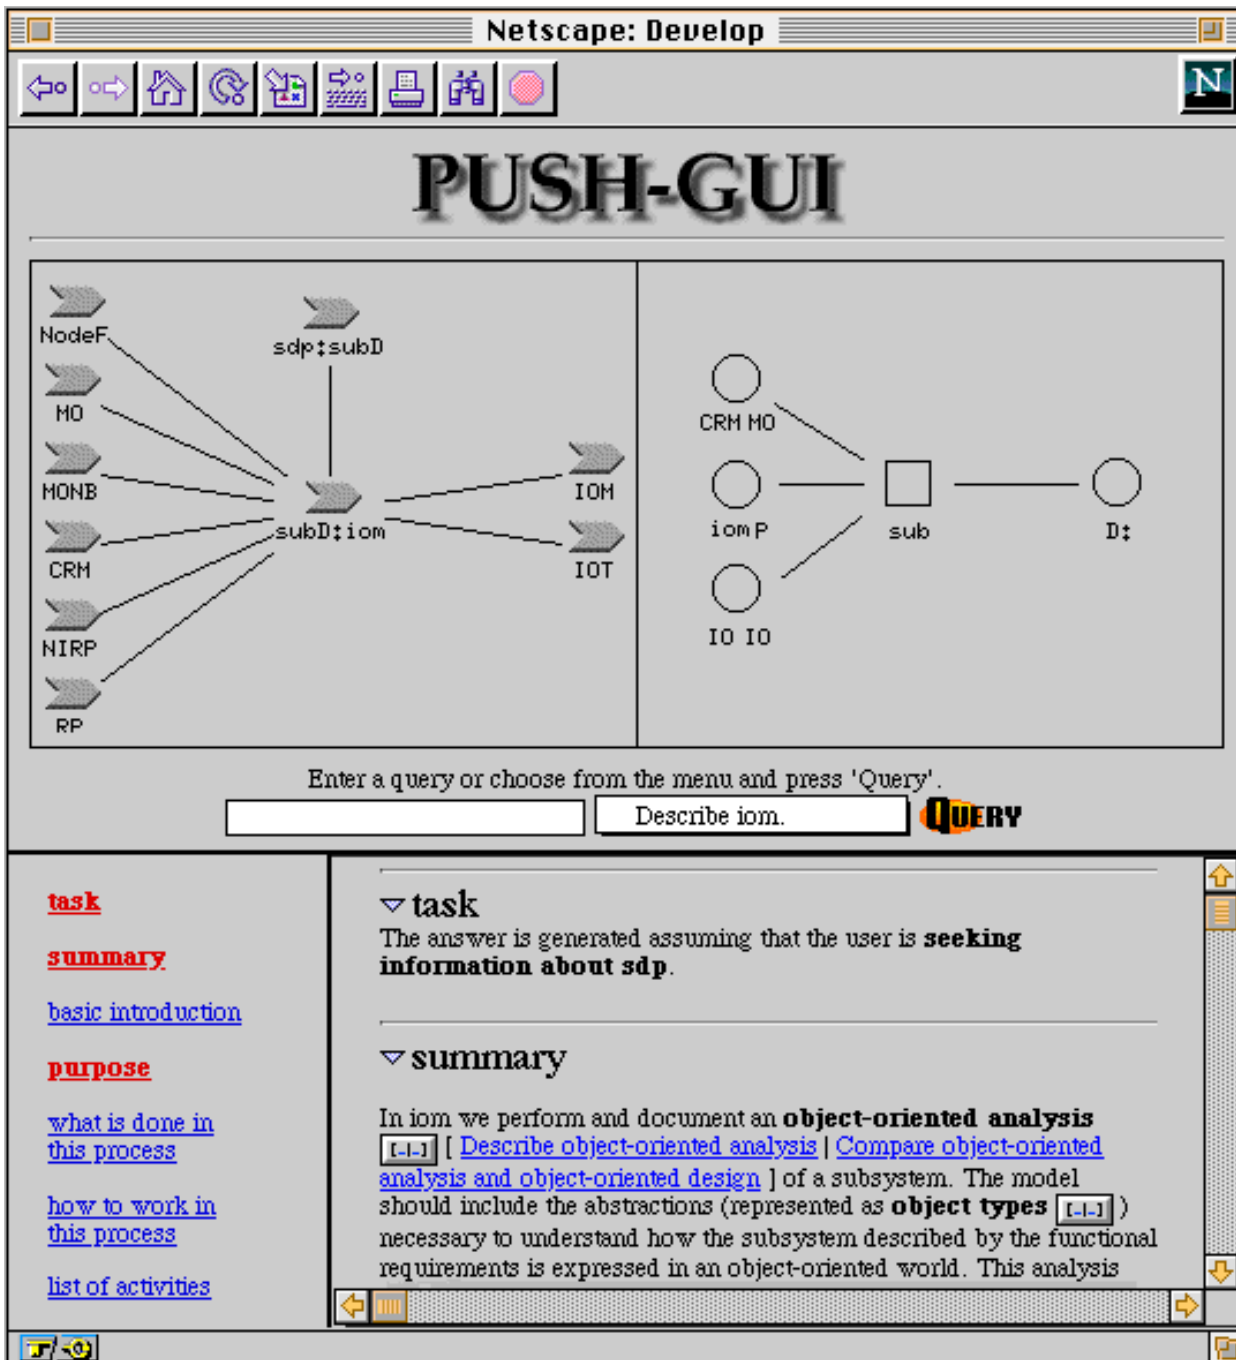 Netscape: Develop
N
PUSH-GUI
NodeF
sdp:subD
MO
CRM MO
MONB
IOM
subD:iom
iom P
sub
D:
CRM
IOT
NIRP
IO IO
RP
Enter a query or choose from the menu and press 'Query'.
Describe iom.
QUERY
task
summary
basic introduction
purpose
what is done in
this process
how to work in
this process
list of activities
task
The answer is generated assuming that the user is seeking
information about sdp.
summary
In iom we perform and document an object-oriented analysis
[-|-] [ Describe object-oriented analysis | Compare object-oriented
analysis and object-oriented design ] of a subsystem. The model
should include the abstractions (represented as object types [-|-] )
necessary to understand how the subsystem described by the functional
requirements is expressed in an object-oriented world. This analysis